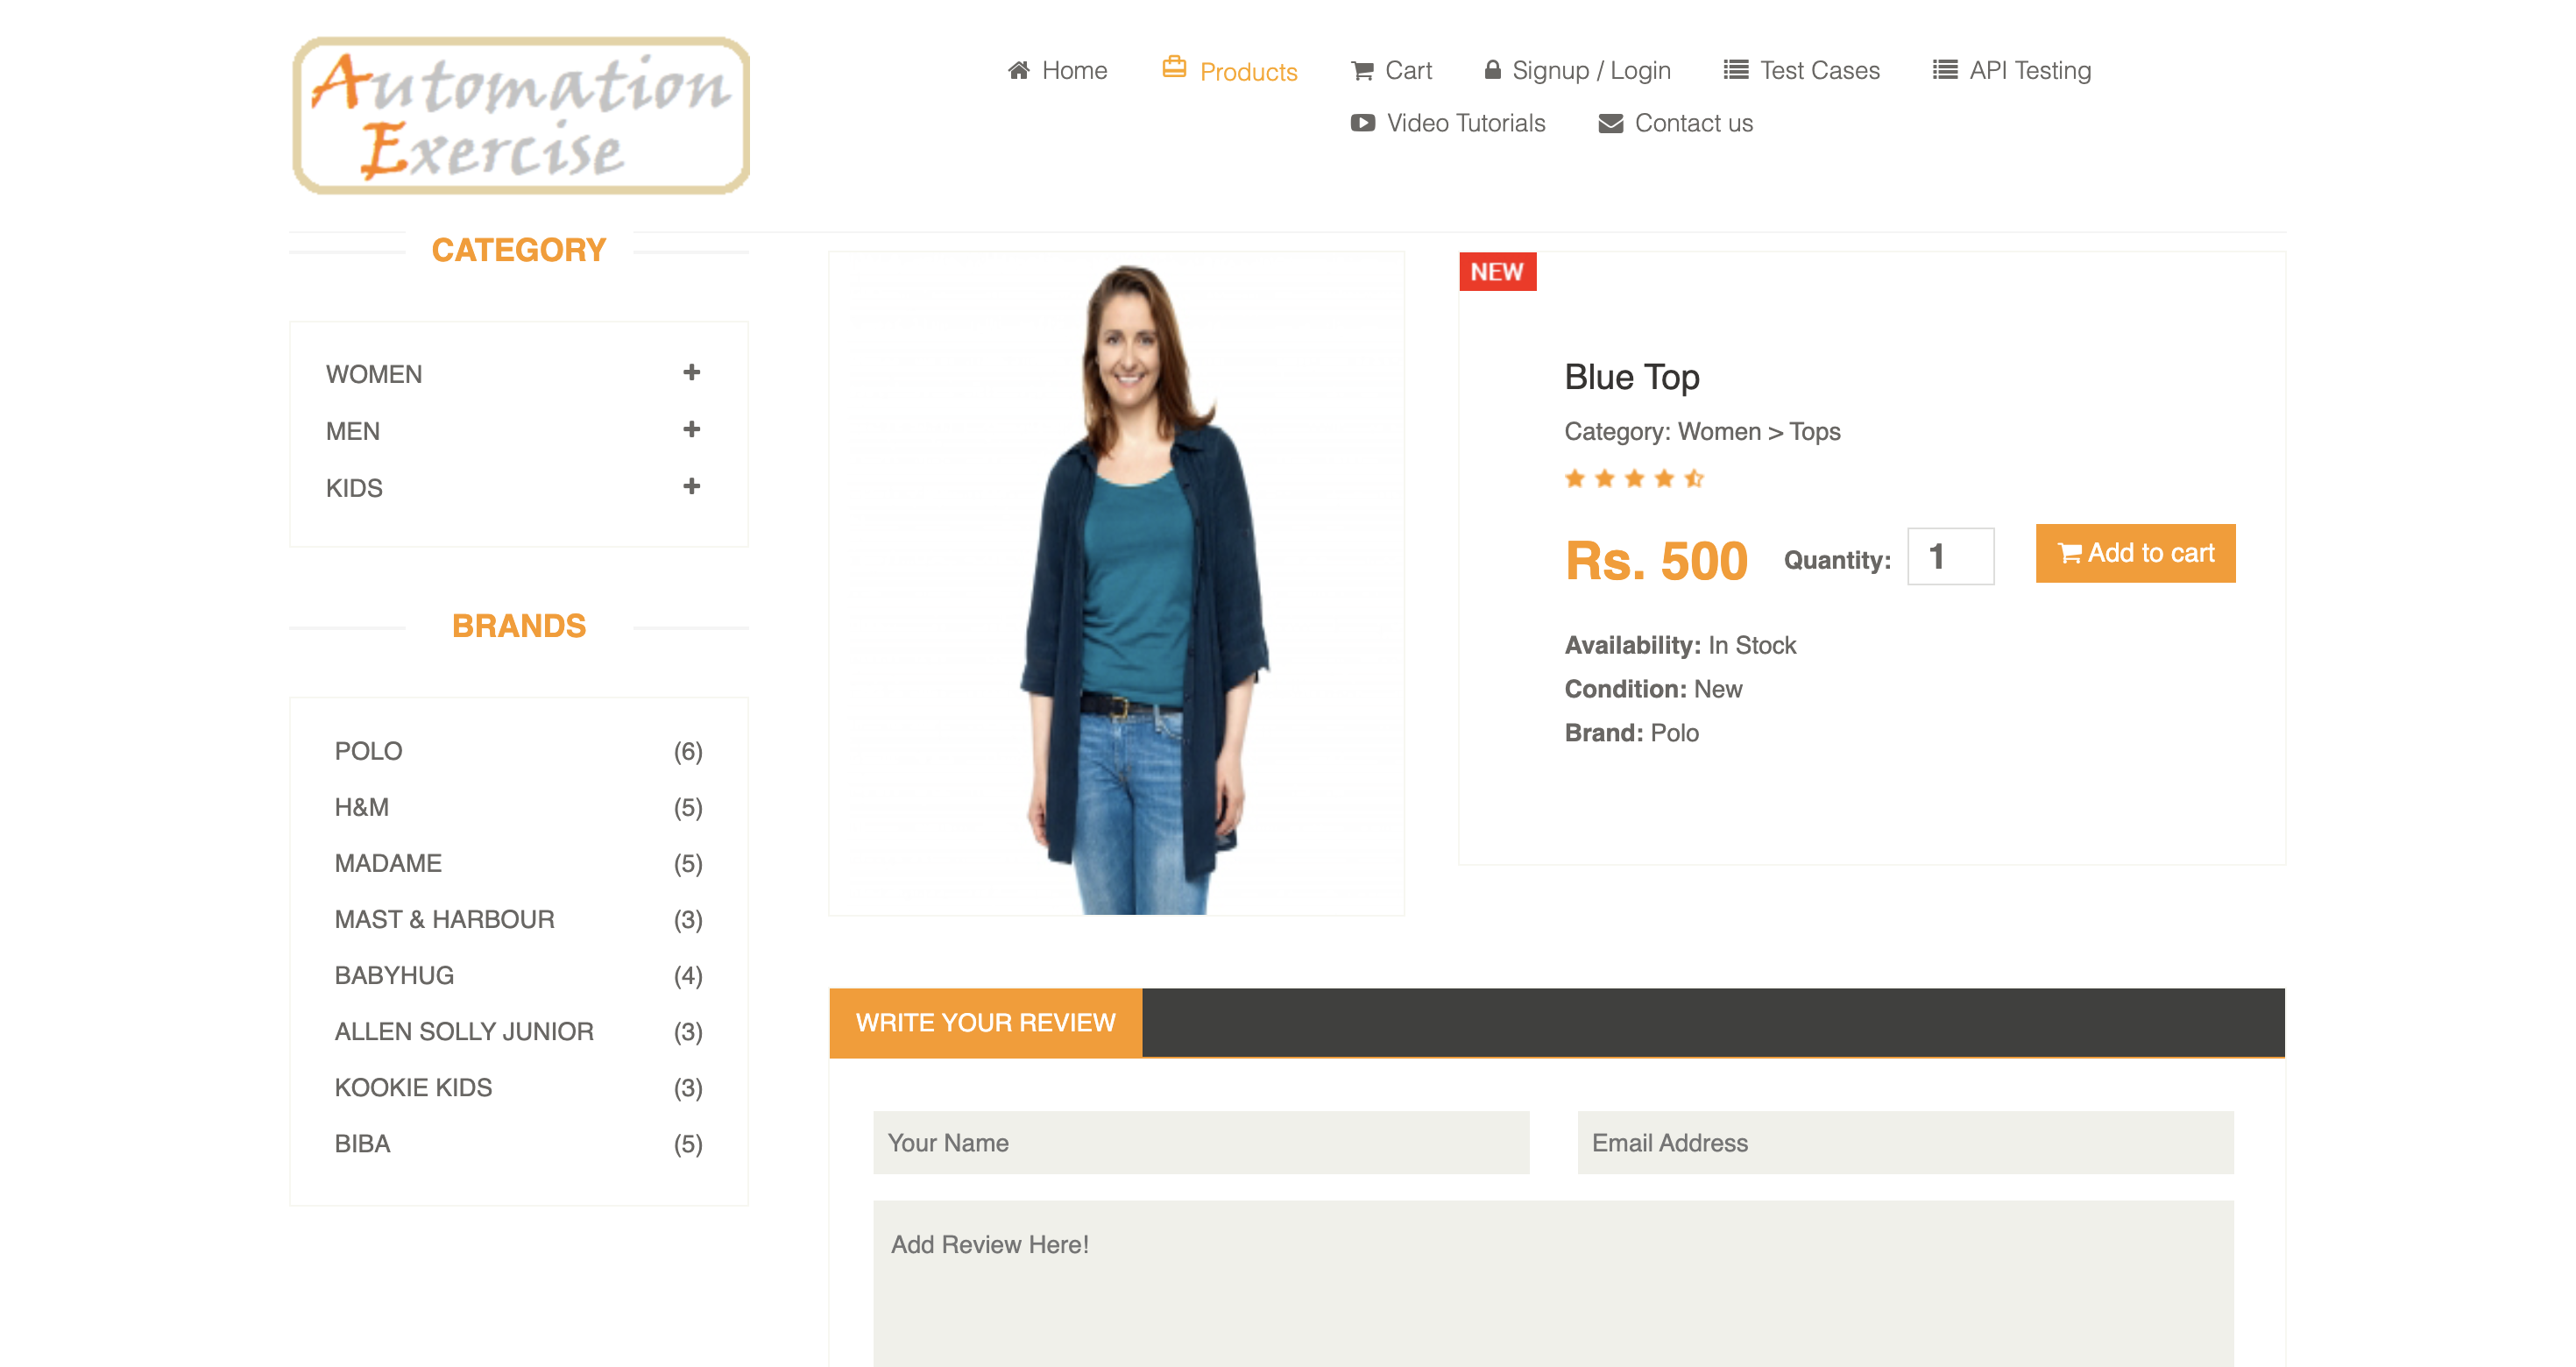 Automation
Exercise
Home Products Cart Signup / Login Test Cases API Testing
Video Tutorials Contact us
CATEGORY
WOMEN
MEN
KIDS
BRANDS
POLO (6)
H&M (5)
MADAME (5)
MAST & HARBOUR (3)
BABYHUG (4)
ALLEN SOLLY JUNIOR (3)
KOOKIE KIDS (3)
BIBA (5)
NEW
Blue Top
Category: Women > Tops
Rs. 500 Quantity: 1 Add to cart
Availability: In Stock
Condition: New
Brand: Polo
WRITE YOUR REVIEW
Your Name Email Address
Add Review Here!